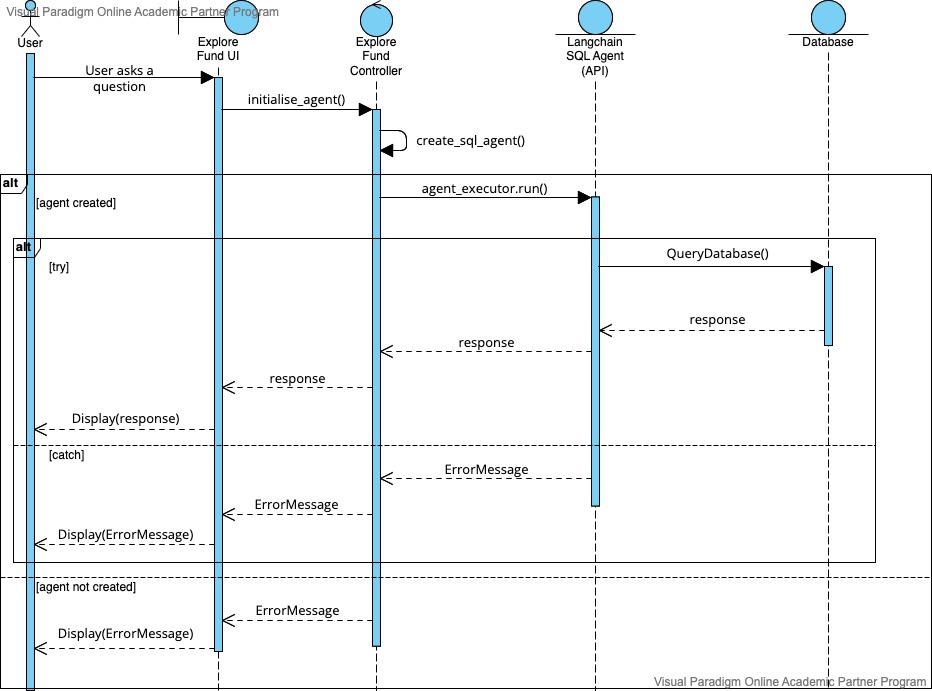 Visual Paradigm Online Academic Partner Program
User
Explore
Fund UI
Explore
Fund
Controller
Langchain
SQL Agent
(API)
Database
User asks a
question
initialise_agent()
create_sql_agent()
alt
agent_executor.run()
[agent created]
alt
QueryDatabase()
[try]
response
response
response
Display(response)
[catch]
ErrorMessage
ErrorMessage
Display(ErrorMessage)
[agent not created]
ErrorMessage
Display(ErrorMessage)
Visual Paradigm Online Academic Partner Program